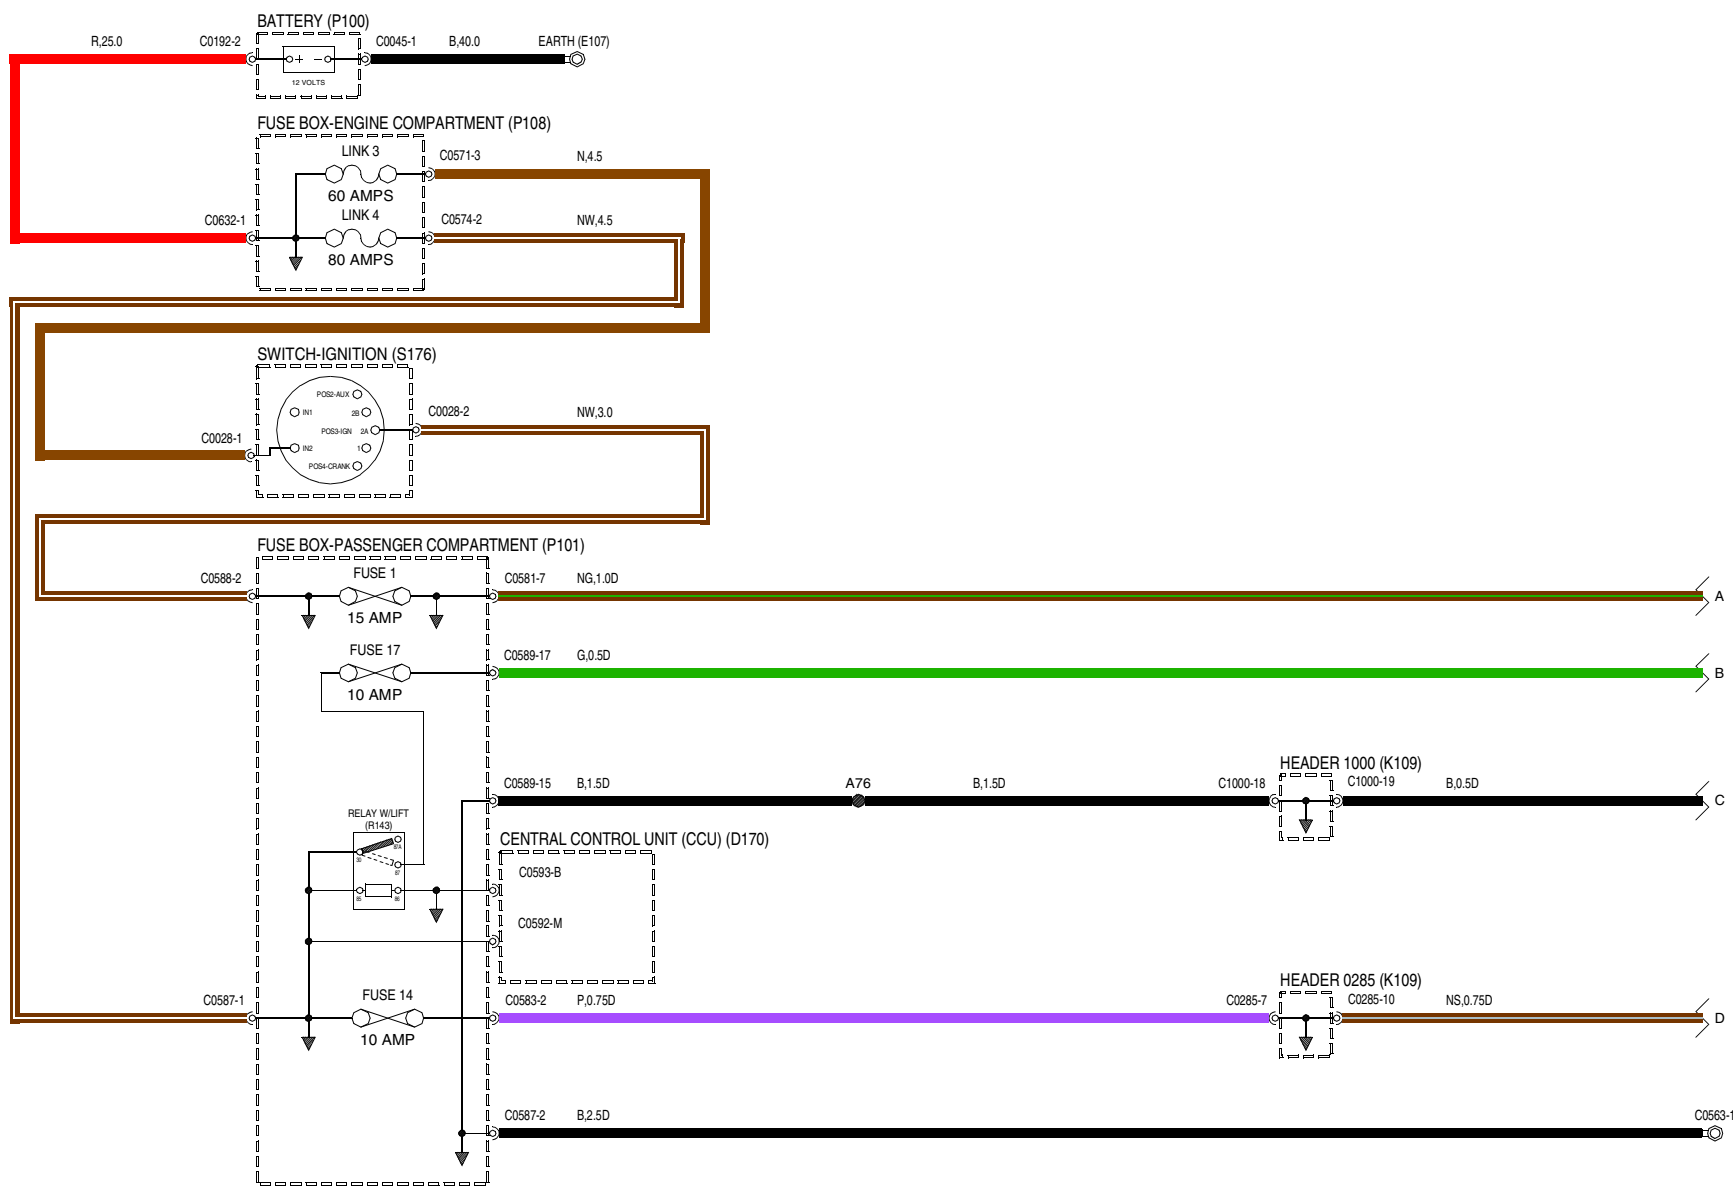 BATTERY (P100)
R,25.0
C0192-2
+
−
12 VOLTS
C0045-1
B,40.0
EARTH (E107)
FUSE BOX-ENGINE COMPARTMENT (P108)
LINK 3
60 AMPS
C0571-3
N,4.5
C0632-1
LINK 4
80 AMPS
C0574-2
NW,4.5
SWITCH-IGNITION (S176)
POS2-AUX
IN1
2B
POS3-IGN
2A
IN2
1
POS4-CRANK
C0028-1
C0028-2
NW,3.0
FUSE BOX-PASSENGER COMPARTMENT (P101)
C0588-2
FUSE 1
15 AMP
C0581-7
NG,1.0D
A
FUSE 17
10 AMP
C0589-17
G,0.5D
B
C0589-15
B,1.5D
A76
B,1.5D
C1000-18
HEADER 1000 (K109)
C1000-19
B,0.5D
C
RELAY W/LIFT
(R143)
87A
30
87
85
86
CENTRAL CONTROL UNIT (CCU) (D170)
C0593-B
C0592-M
C0587-1
FUSE 14
10 AMP
C0583-2
P,0.75D
C0285-7
HEADER 0285 (K109)
C0285-10
NS,0.75D
D
C0587-2
B,2.5D
C0563-1